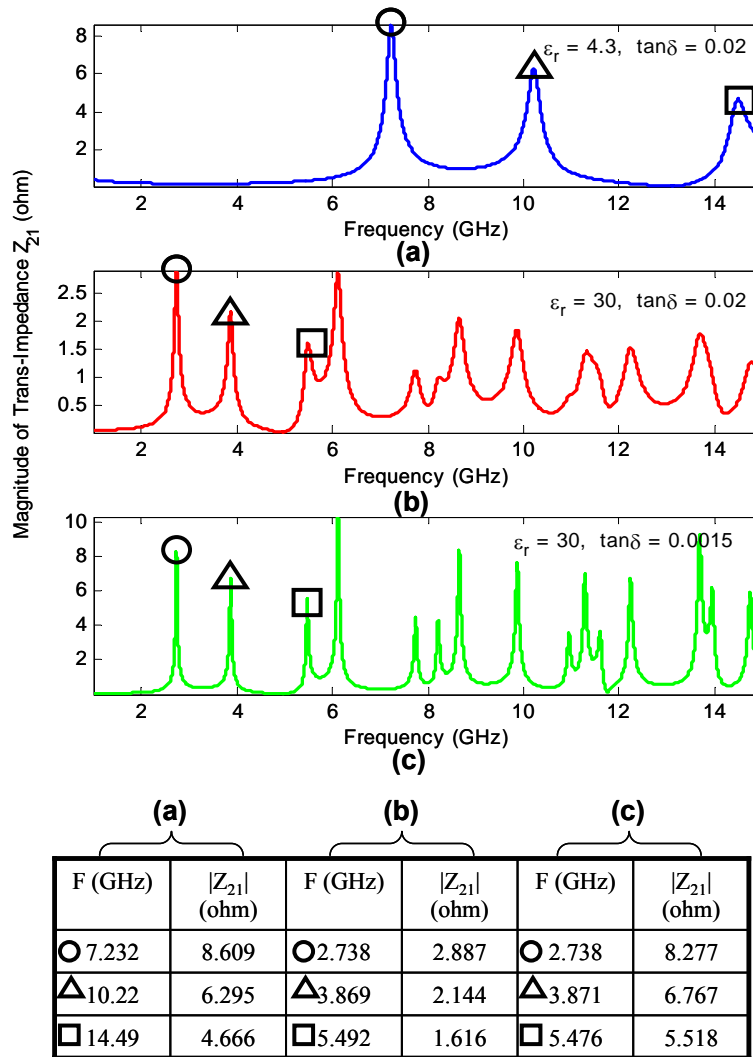 Magnitude of Trans-Impedance Z21 (ohm)
8
6
4
2
εr = 4.3, tanδ = 0.02
2 4 6 8 10 12 14
Frequency (GHz)
(a)
2.5
2
1.5
1
0.5
εr = 30, tanδ = 0.02
2 4 6 8 10 12 14
Frequency (GHz)
(b)
10
8
6
4
2
εr = 30, tanδ = 0.0015
2 4 6 8 10 12 14
Frequency (GHz)
(c)
(a) (b) (c)
F (GHz) |Z21| (ohm) F (GHz) |Z21| (ohm) F (GHz) |Z21| (ohm)
7.232 8.609 2.738 2.887 2.738 8.277
10.22 6.295 3.869 2.144 3.871 6.767
14.49 4.666 5.492 1.616 5.476 5.518